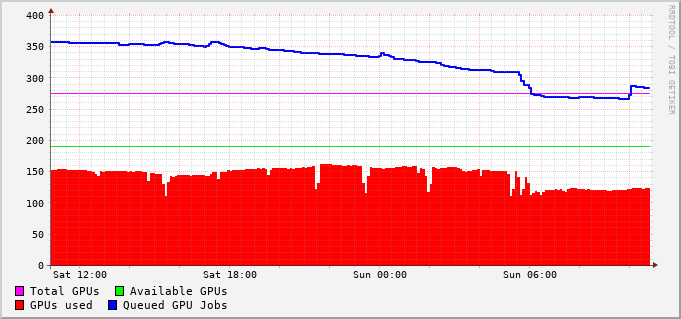 400
350
300
250
200
150
100
50
0
Sat 12:00 Sat 18:00 Sun 00:00 Sun 06:00
Total GPUs Available GPUs
GPUs used Queued GPU Jobs
RRDTOOL / TOBI OETIKER